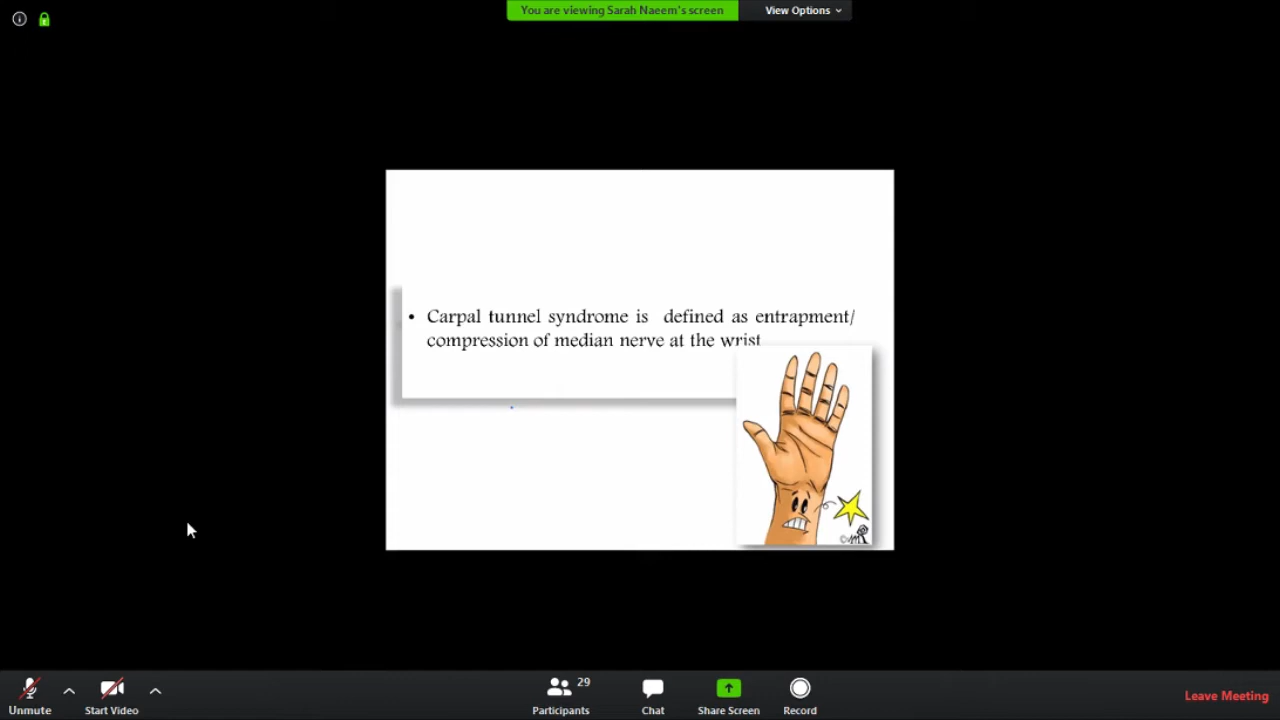 You are viewing Sarah Naeem's screen
View Options
• Carpal tunnel syndrome is defined as entrapment/
compression of median nerve at the wrist
Unmute
Start Video
29
Participants
Chat
Share Screen
Record
Leave Meeting